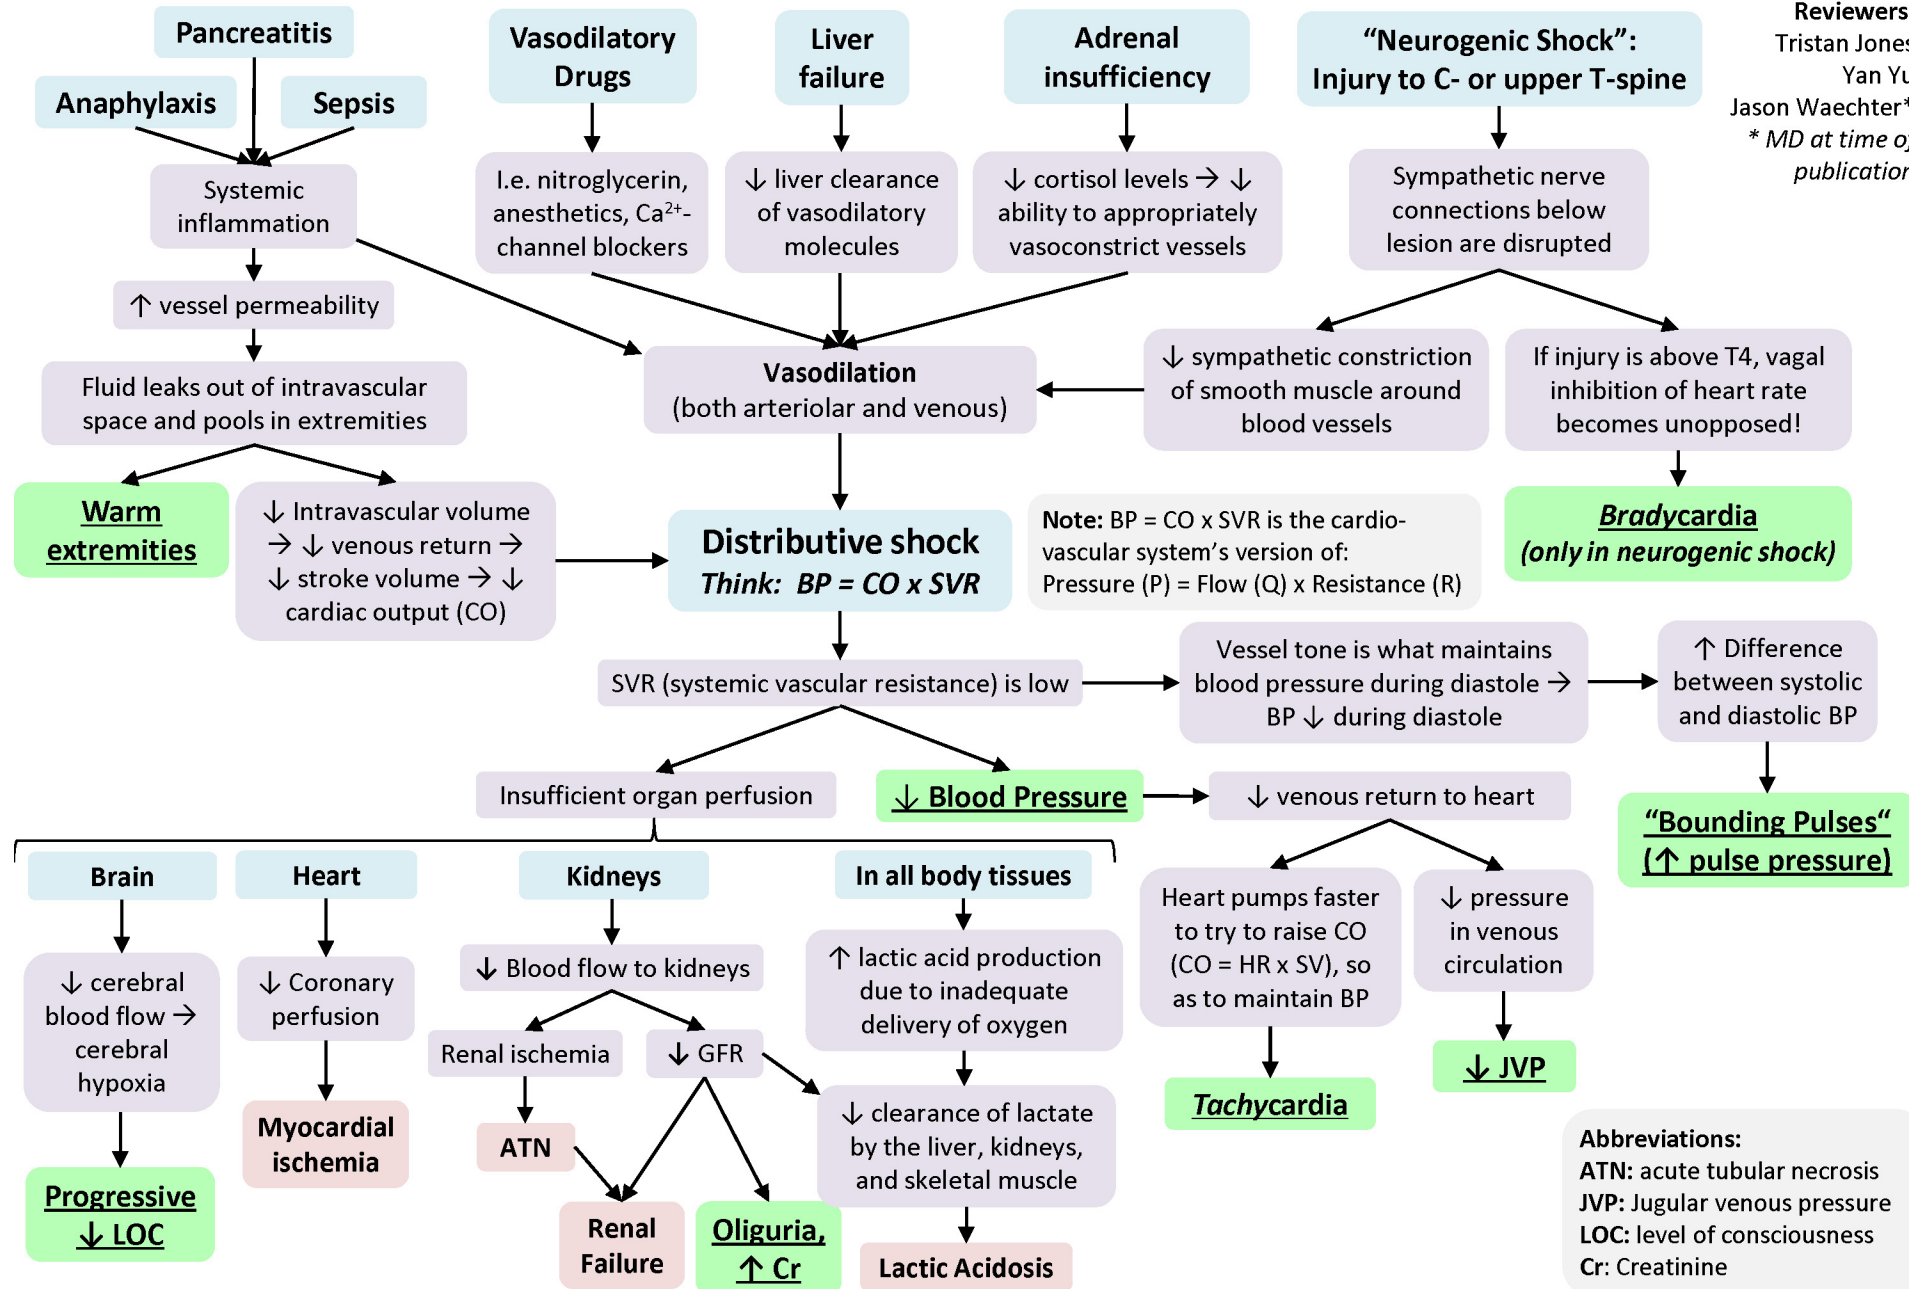 Pancreatitis
Anaphylaxis
Sepsis
Vasodilatory
Drugs
Liver
failure
Adrenal
insufficiency
“Neurogenic Shock”:
Injury to C- or upper T-spine
Reviewers
Tristan Jones
Yan Yu
Jason Waechter*
* MD at time of
publication
Systemic
inflammation
I.e. nitroglycerin,
anesthetics, Ca²⁺-
channel blockers
↓ liver clearance
of vasodilatory
molecules
↓ cortisol levels → ↓
ability to appropriately
vasoconstrict vessels
Sympathetic nerve
connections below
lesion are disrupted
↑ vessel permeability
Fluid leaks out of intravascular
space and pools in extremities
Vasodilation
(both arteriolar and venous)
↓ sympathetic constriction
of smooth muscle around
blood vessels
If injury is above T4, vagal
inhibition of heart rate
becomes unopposed!
Warm
extremities
↓ Intravascular volume
→ ↓ venous return →
↓ stroke volume → ↓
cardiac output (CO)
Distributive shock
Think: BP = CO x SVR
Note: BP = CO x SVR is the cardio-
vascular system’s version of:
Pressure (P) = Flow (Q) x Resistance (R)
Bradycardia
(only in neurogenic shock)
SVR (systemic vascular resistance) is low
Vessel tone is what maintains
blood pressure during diastole →
BP ↓ during diastole
↑ Difference
between systolic
and diastolic BP
Insufficient organ perfusion
↓ Blood Pressure
↓ venous return to heart
“Bounding Pulses“
(↑ pulse pressure)
Brain
Heart
Kidneys
In all body tissues
↓ cerebral
blood flow →
cerebral
hypoxia
↓ Coronary
perfusion
↓ Blood flow to kidneys
↑ lactic acid production
due to inadequate
delivery of oxygen
Heart pumps faster
to try to raise CO
(CO = HR x SV), so
as to maintain BP
↓ pressure
in venous
circulation
Renal ischemia
↓ GFR
↓ JVP
Tachycardia
Myocardial
ischemia
ATN
↓ clearance of lactate
by the liver, kidneys,
and skeletal muscle
Progressive
↓ LOC
Renal
Failure
Oliguria,
↑ Cr
Lactic Acidosis
Abbreviations:
ATN: acute tubular necrosis
JVP: Jugular venous pressure
LOC: level of consciousness
Cr: Creatinine